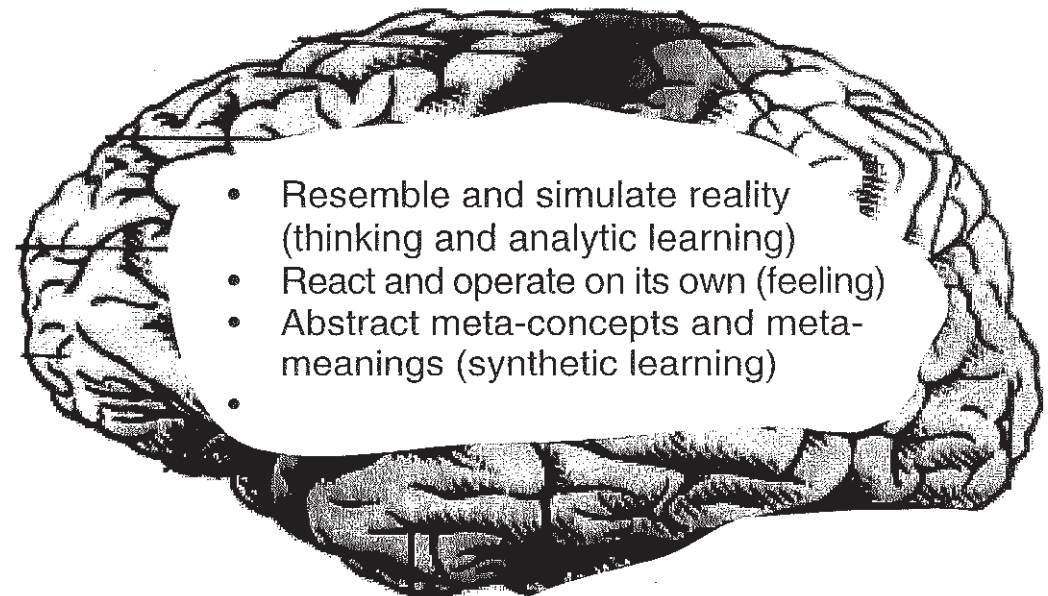 • Resemble and simulate reality
(thinking and analytic learning)
• React and operate on its own (feeling)
• Abstract meta-concepts and meta-
meanings (synthetic learning)
•